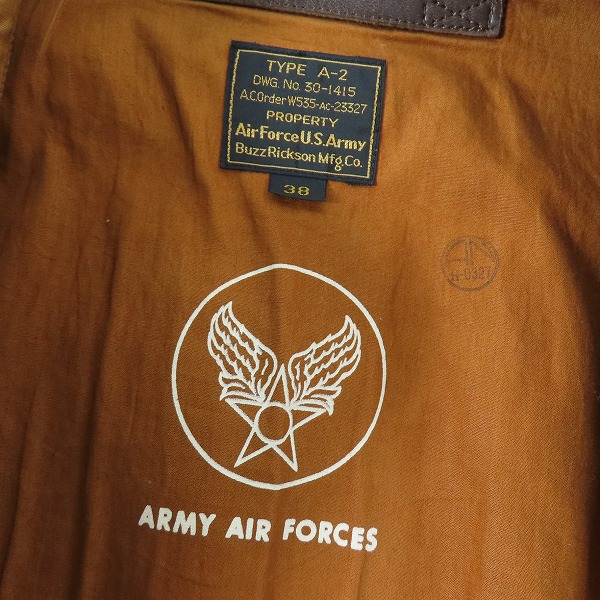 TYPE A-2
DWG. No. 30-1415
A.C.Order W535-AC-23327
PROPERTY
Air Force U.S. Army
Buzz Rickson Mfg. Co.
38
ARMY AIR FORCES